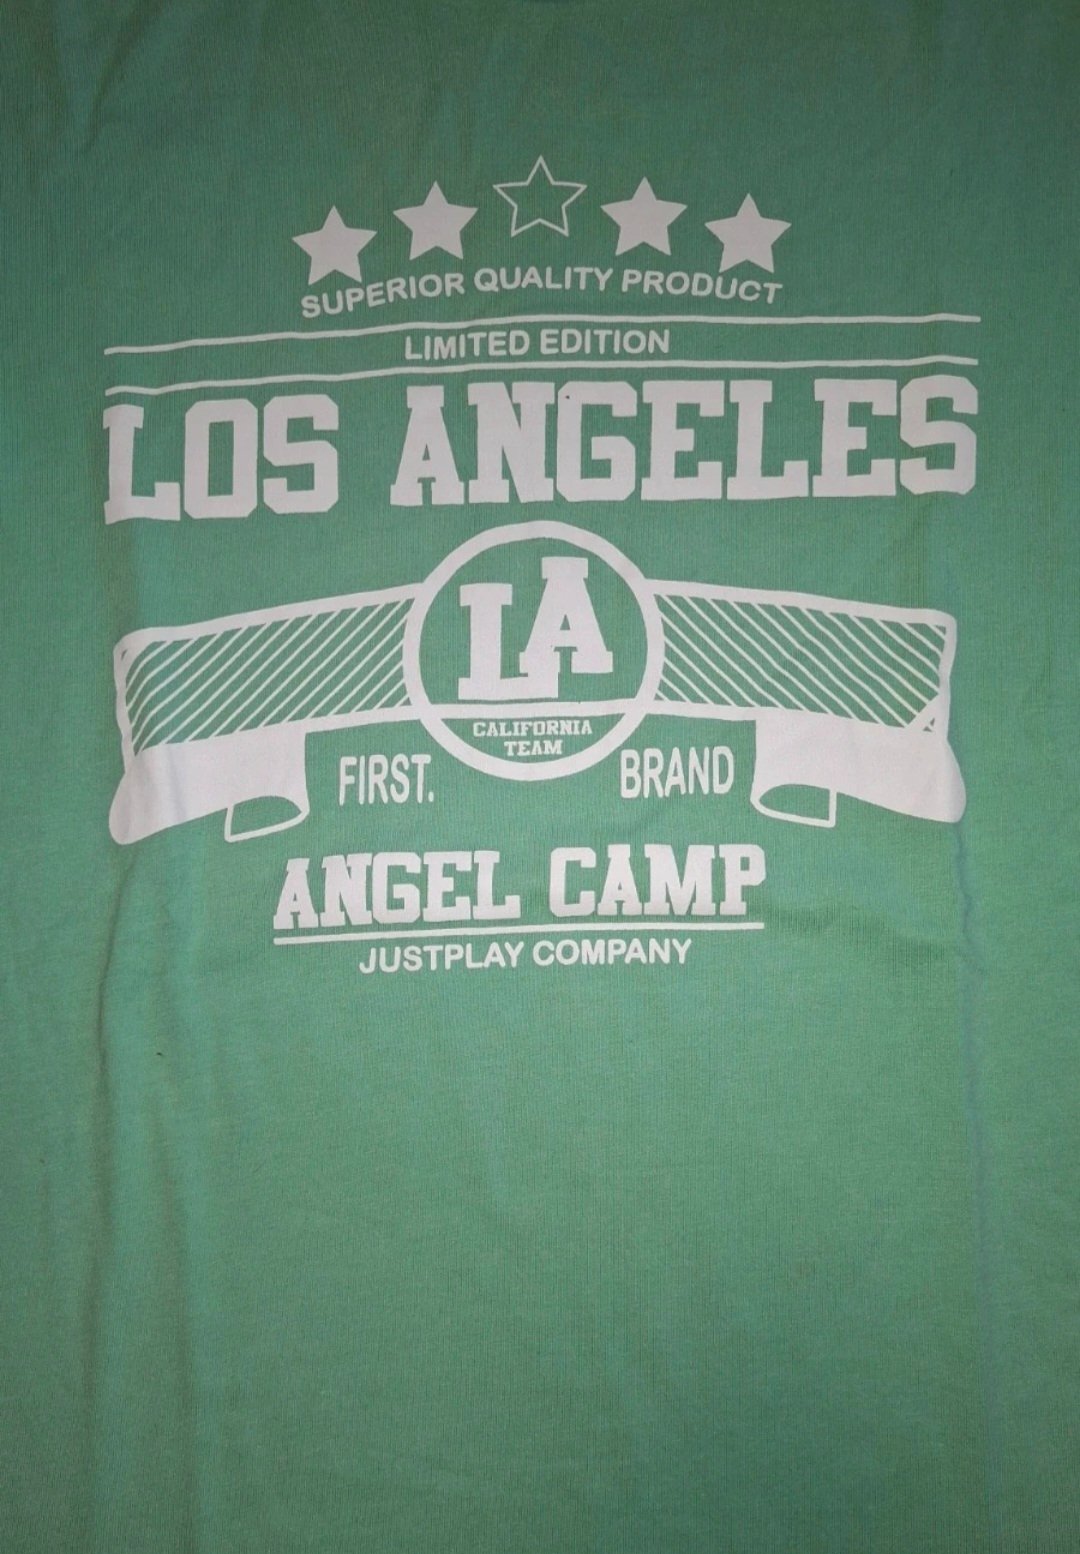 SUPERIOR QUALITY PRODUCT
LIMITED EDITION
LOS ANGELES
LA
CALIFORNIA
TEAM
FIRST. BRAND
ANGEL CAMP
JUSTPLAY COMPANY